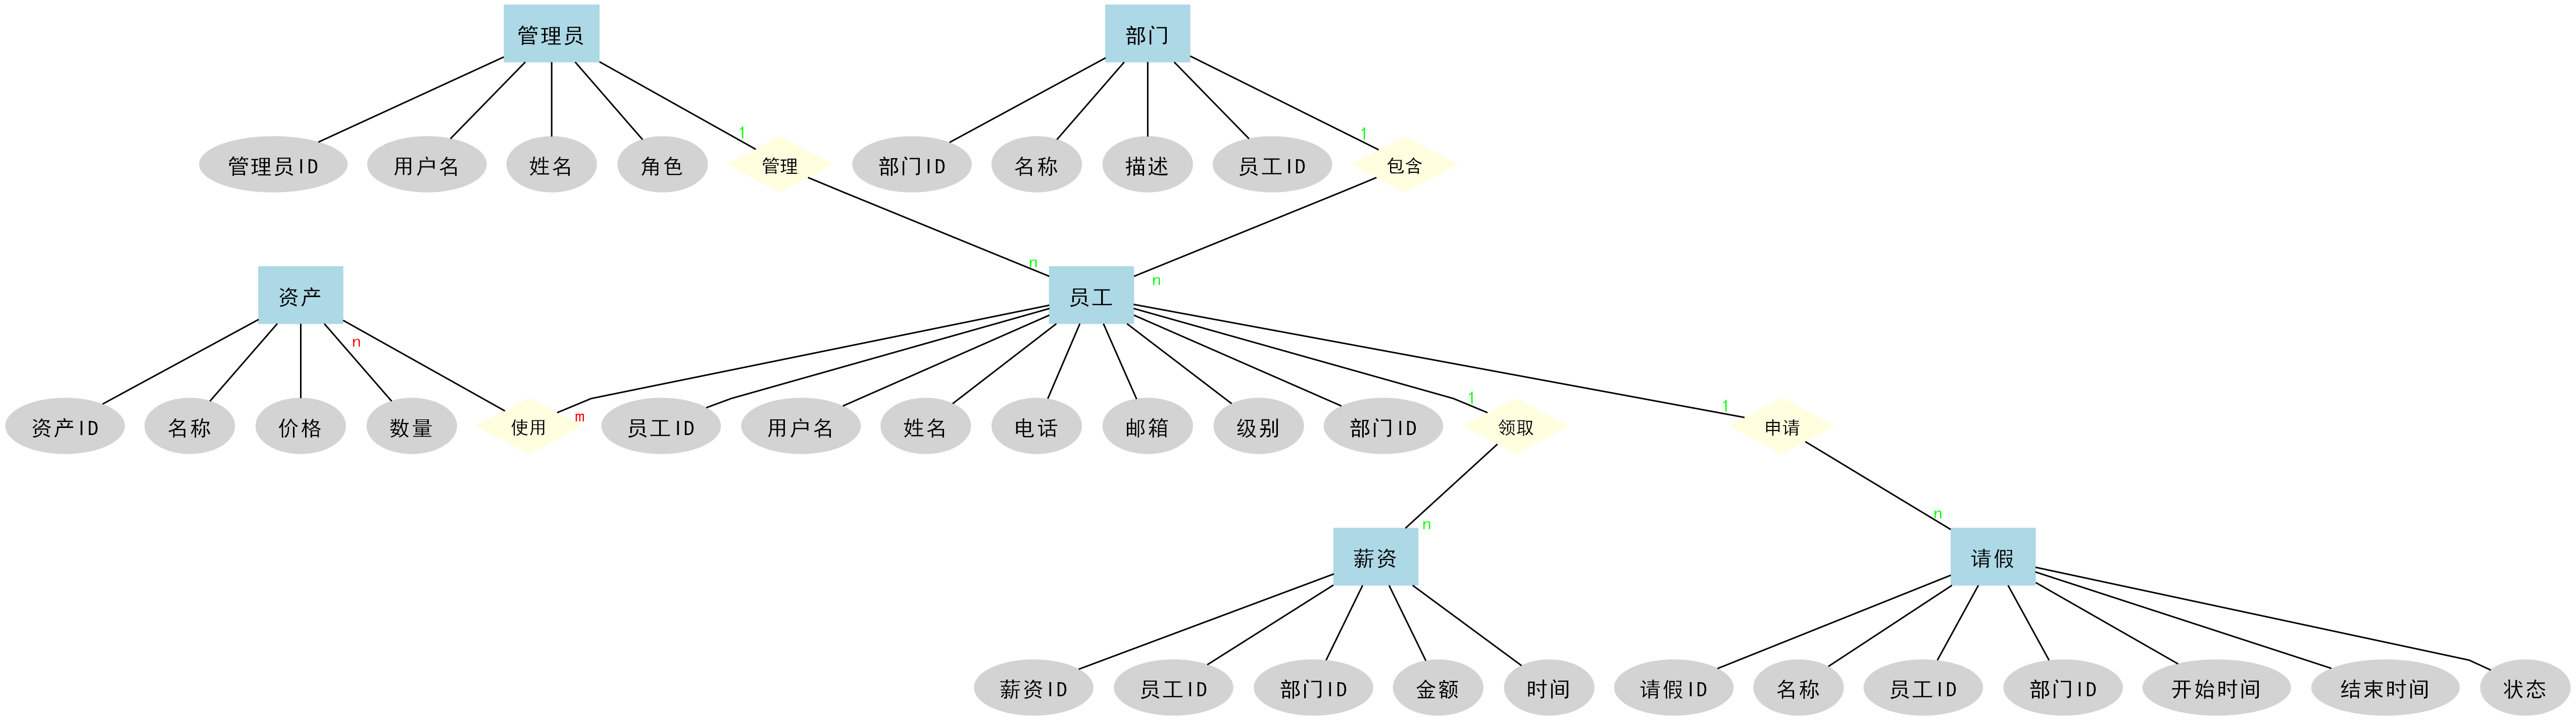 管理员
部门
1
1
管理员ID
用户名
姓名
角色
管理
部门ID
名称
描述
员工ID
包含
n
n
资产
员工
n
1
1
m
资产ID
名称
价格
数量
使用
员工ID
用户名
姓名
电话
邮箱
级别
部门ID
领取
申请
n
n
薪资
请假
薪资ID
员工ID
部门ID
金额
时间
请假ID
名称
员工ID
部门ID
开始时间
结束时间
状态